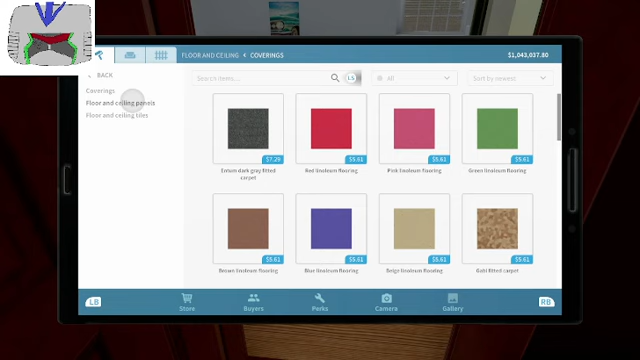 FLOOR AND CEILING < COVERINGS
$1,043,037.80
BACK
Search items...
LS
All
Sort by newest
Coverings
Floor and ceiling panels
Floor and ceiling tiles
$7.29
$5.61
$5.61
$5.61
Entum dark gray fitted carpet
Red linoleum flooring
Pink linoleum flooring
Green linoleum flooring
$5.61
$5.61
$5.61
$5.61
Brown linoleum flooring
Blue linoleum flooring
Beige linoleum flooring
Gobi fitted carpet
LB
Store
Buyers
Perks
Camera
Gallery
RB